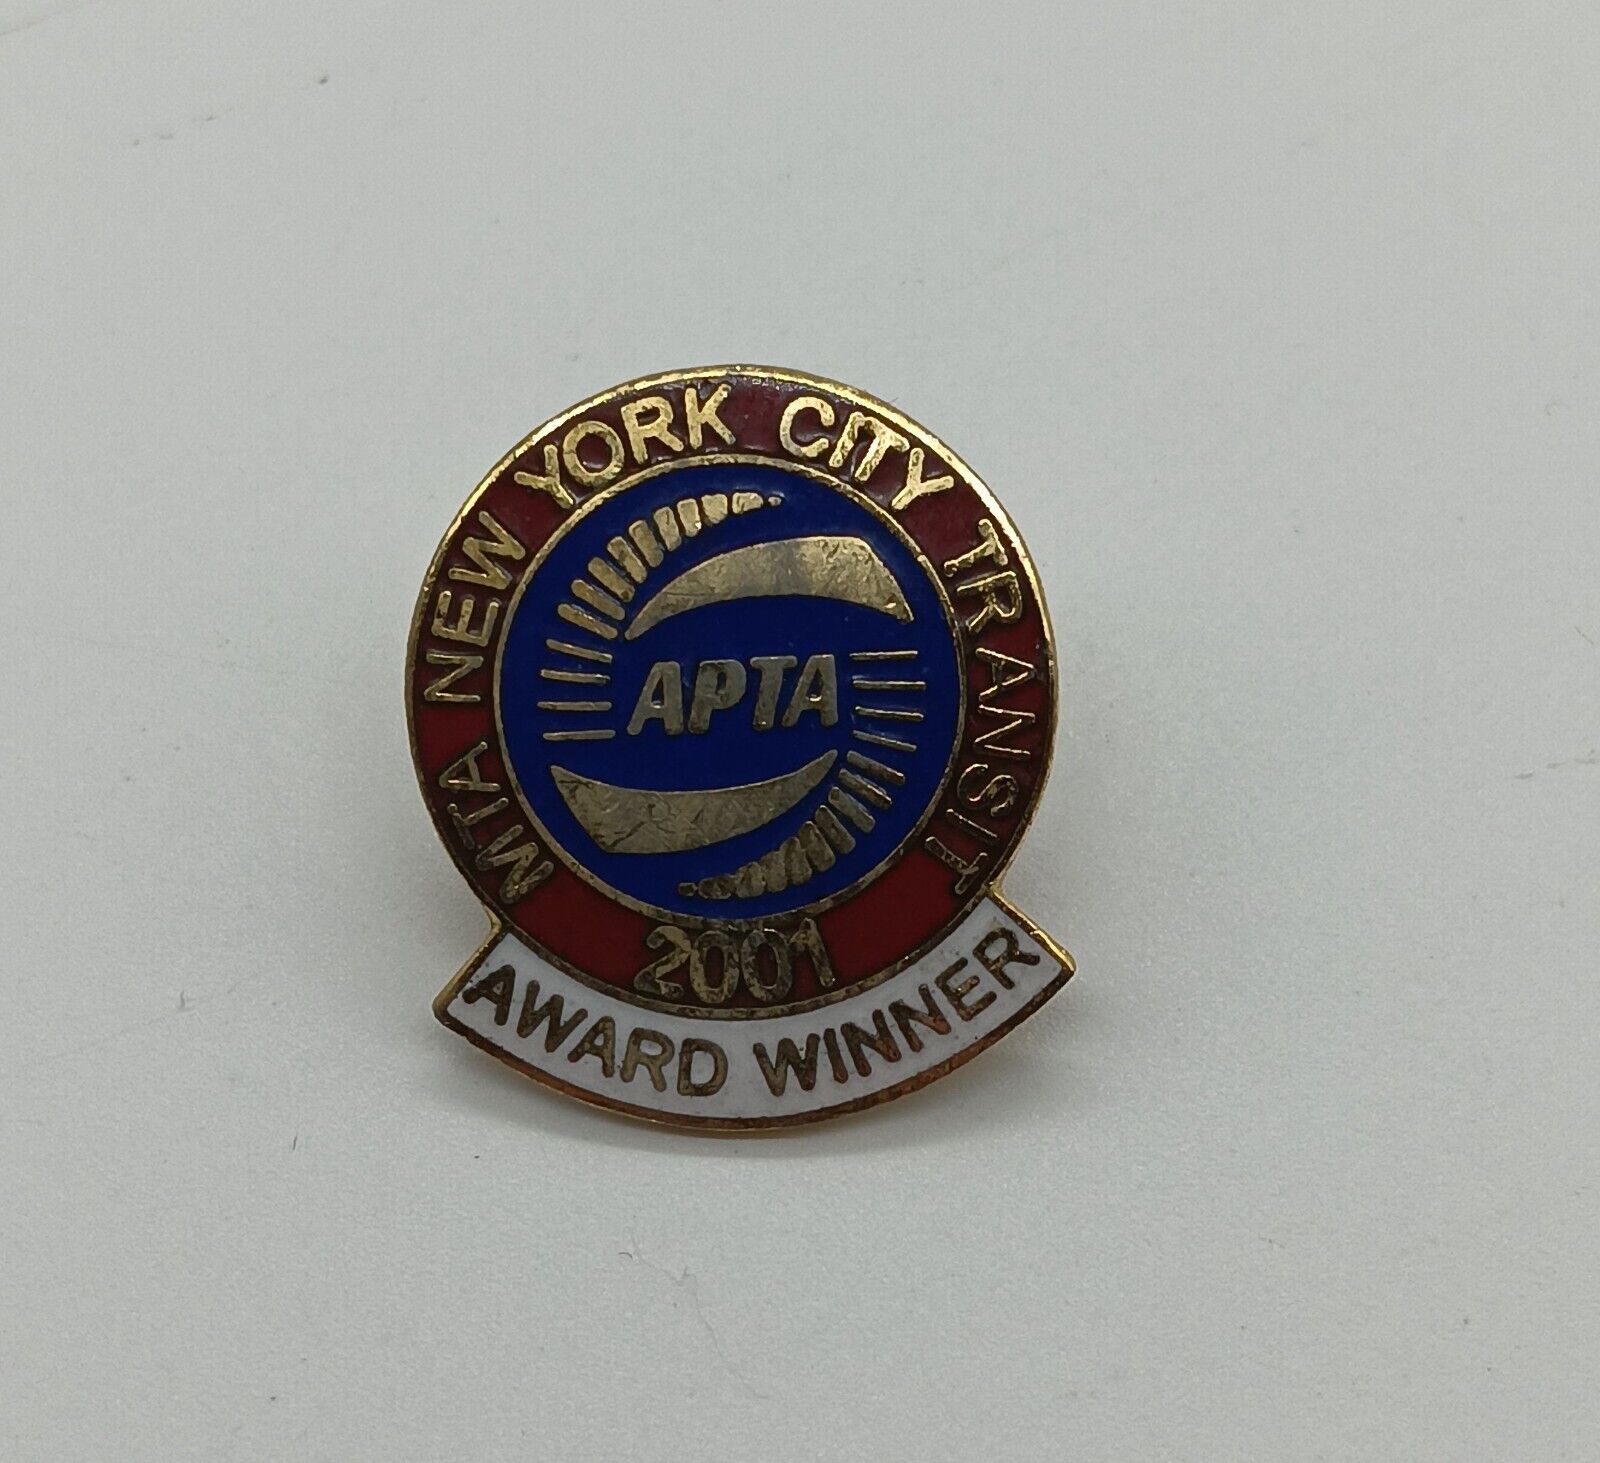 MTA NEW YORK CITY TRANSIT
APTA
2001
AWARD WINNER